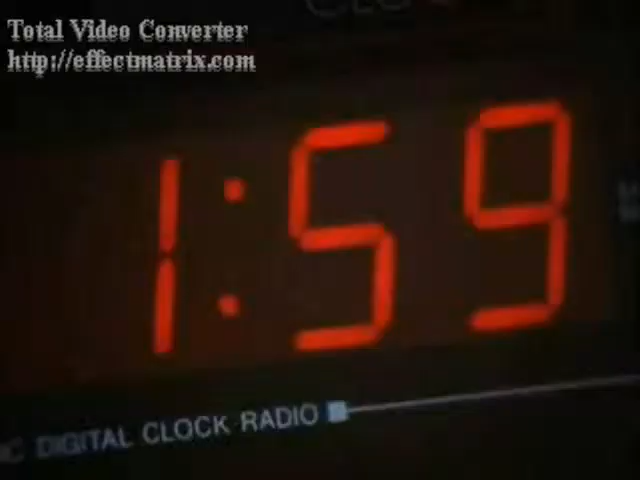 Total Video Converter
http://effectmatrix.com
1:59
DIGITAL CLOCK RADIO